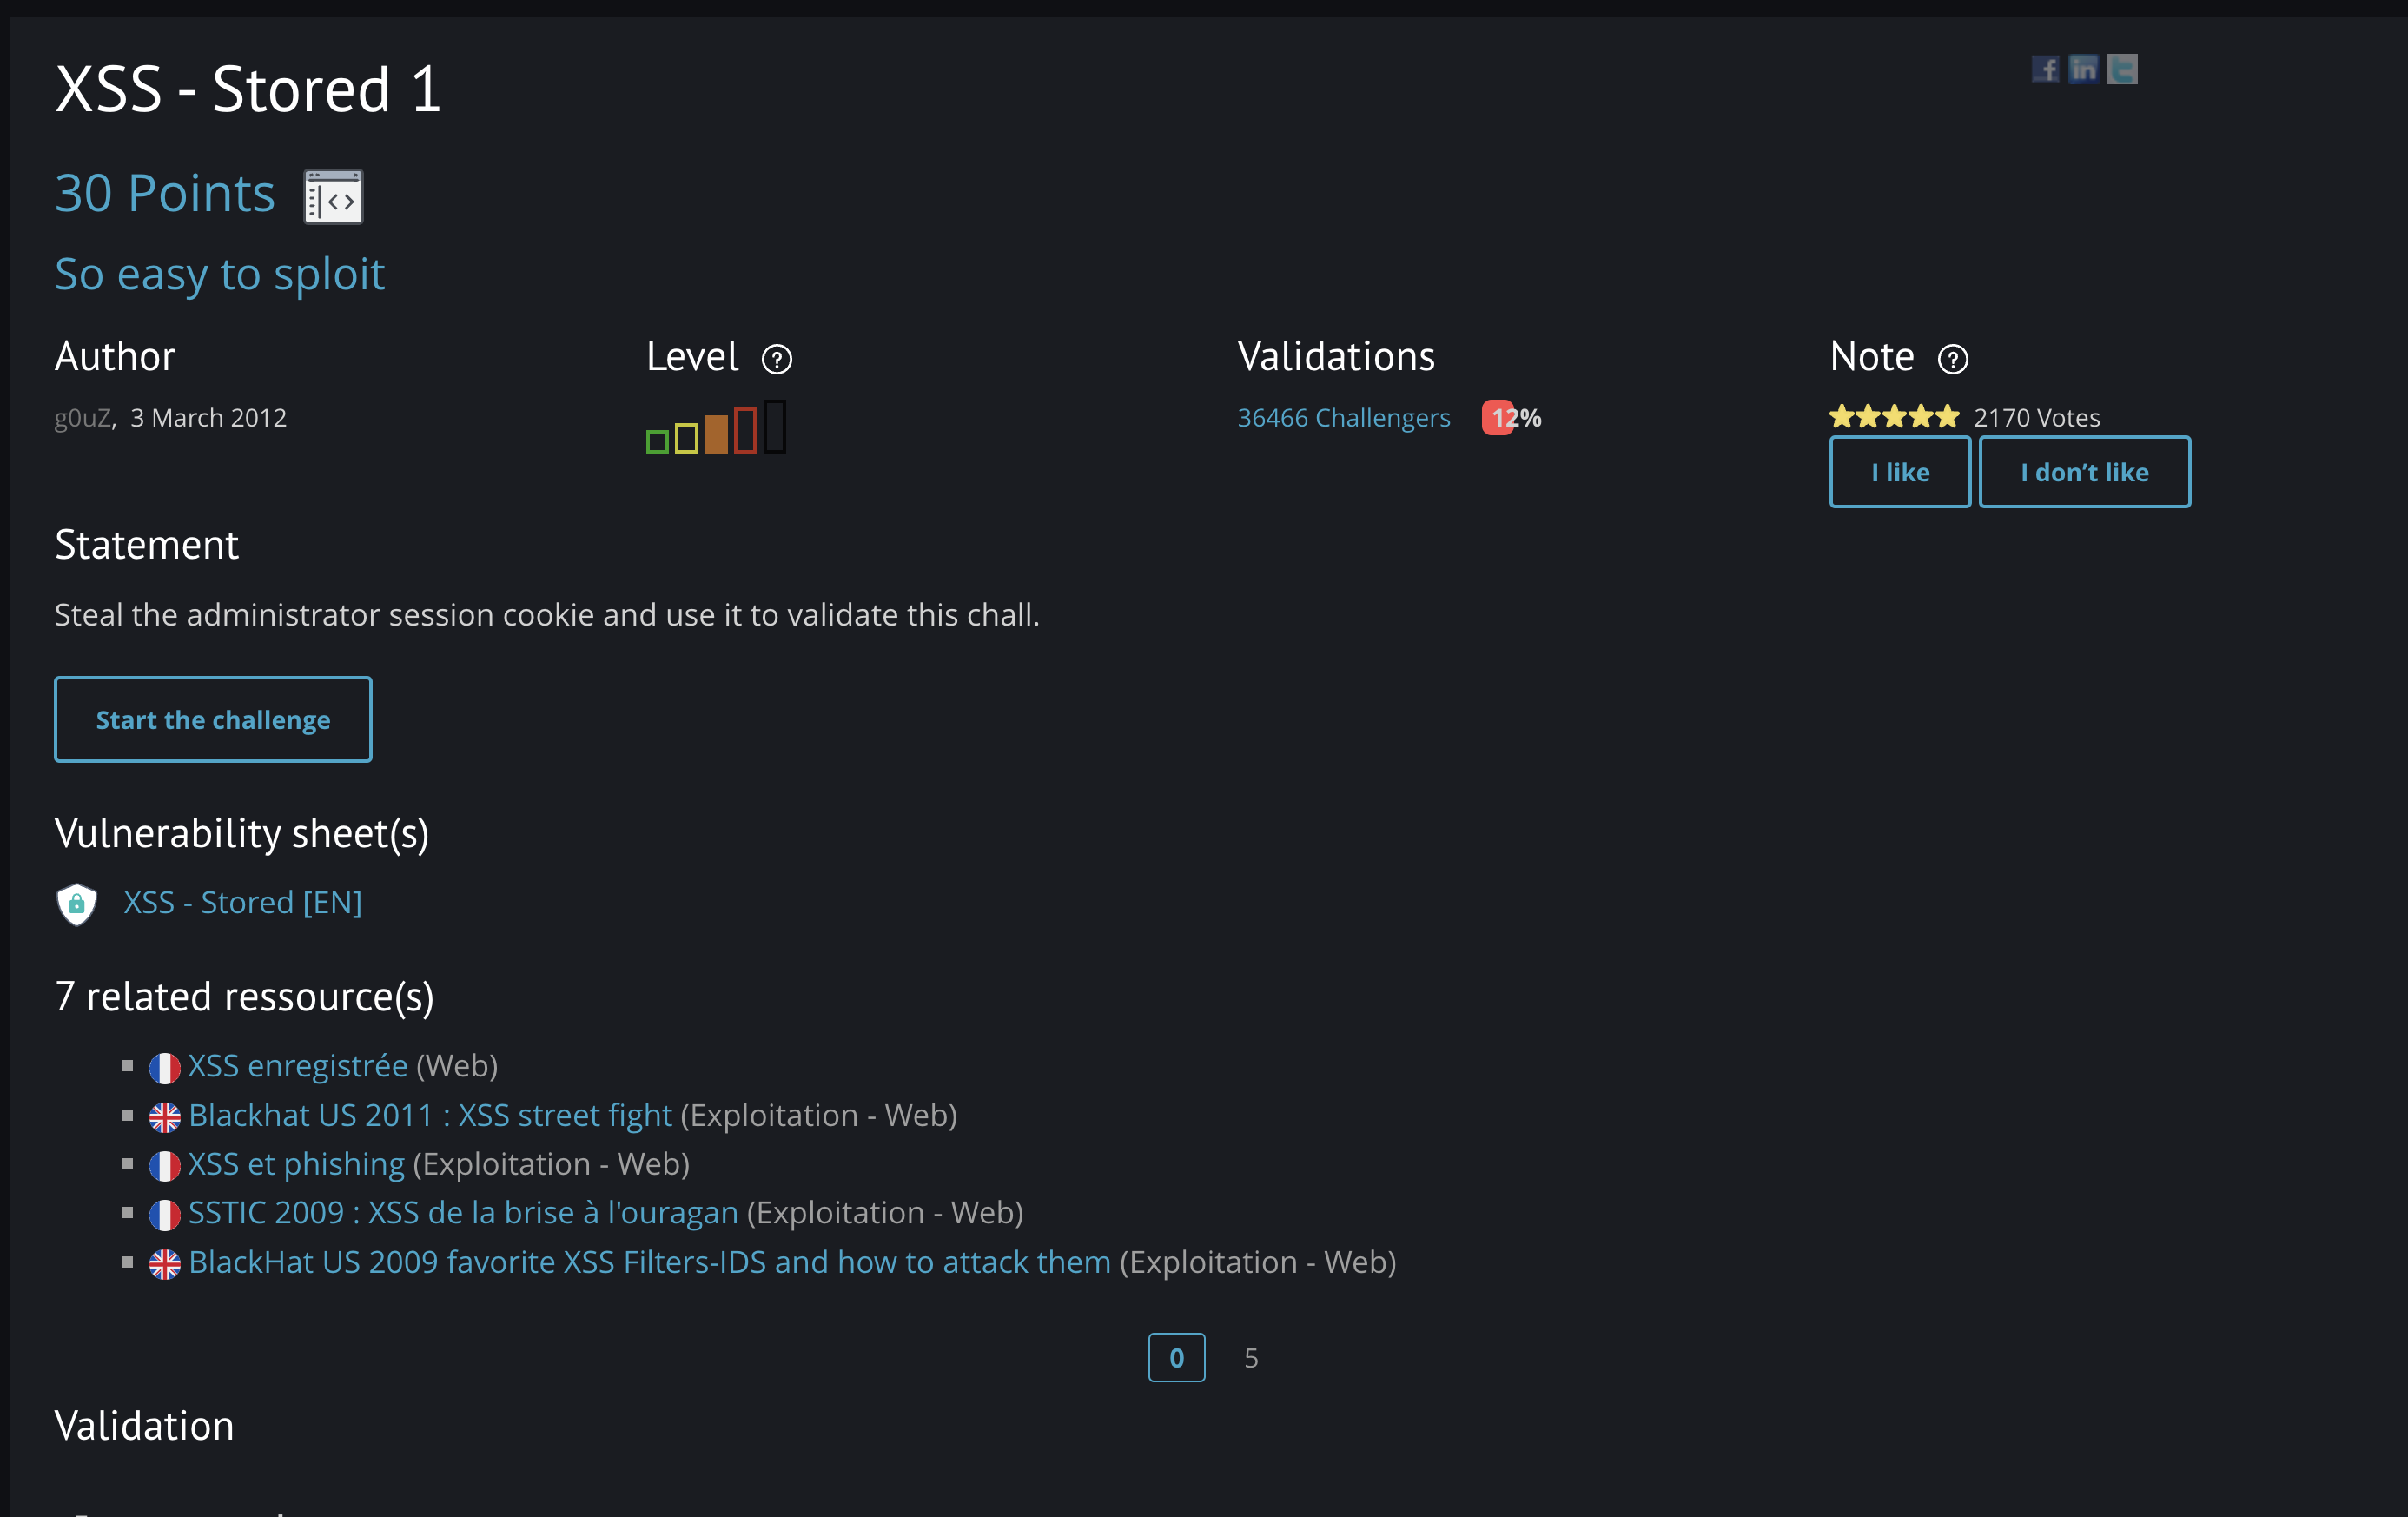 XSS - Stored 1
30 Points
So easy to sploit
Author
Level ?
Validations
Note ?
g0uZ, 3 March 2012
36466 Challengers 12%
2170 Votes
I like
I don’t like
Statement
Steal the administrator session cookie and use it to validate this chall.
Start the challenge
Vulnerability sheet(s)
XSS - Stored [EN]
7 related ressource(s)
XSS enregistrée (Web)
Blackhat US 2011 : XSS street fight (Exploitation - Web)
XSS et phishing (Exploitation - Web)
SSTIC 2009 : XSS de la brise à l'ouragan (Exploitation - Web)
BlackHat US 2009 favorite XSS Filters-IDS and how to attack them (Exploitation - Web)
0 5
Validation